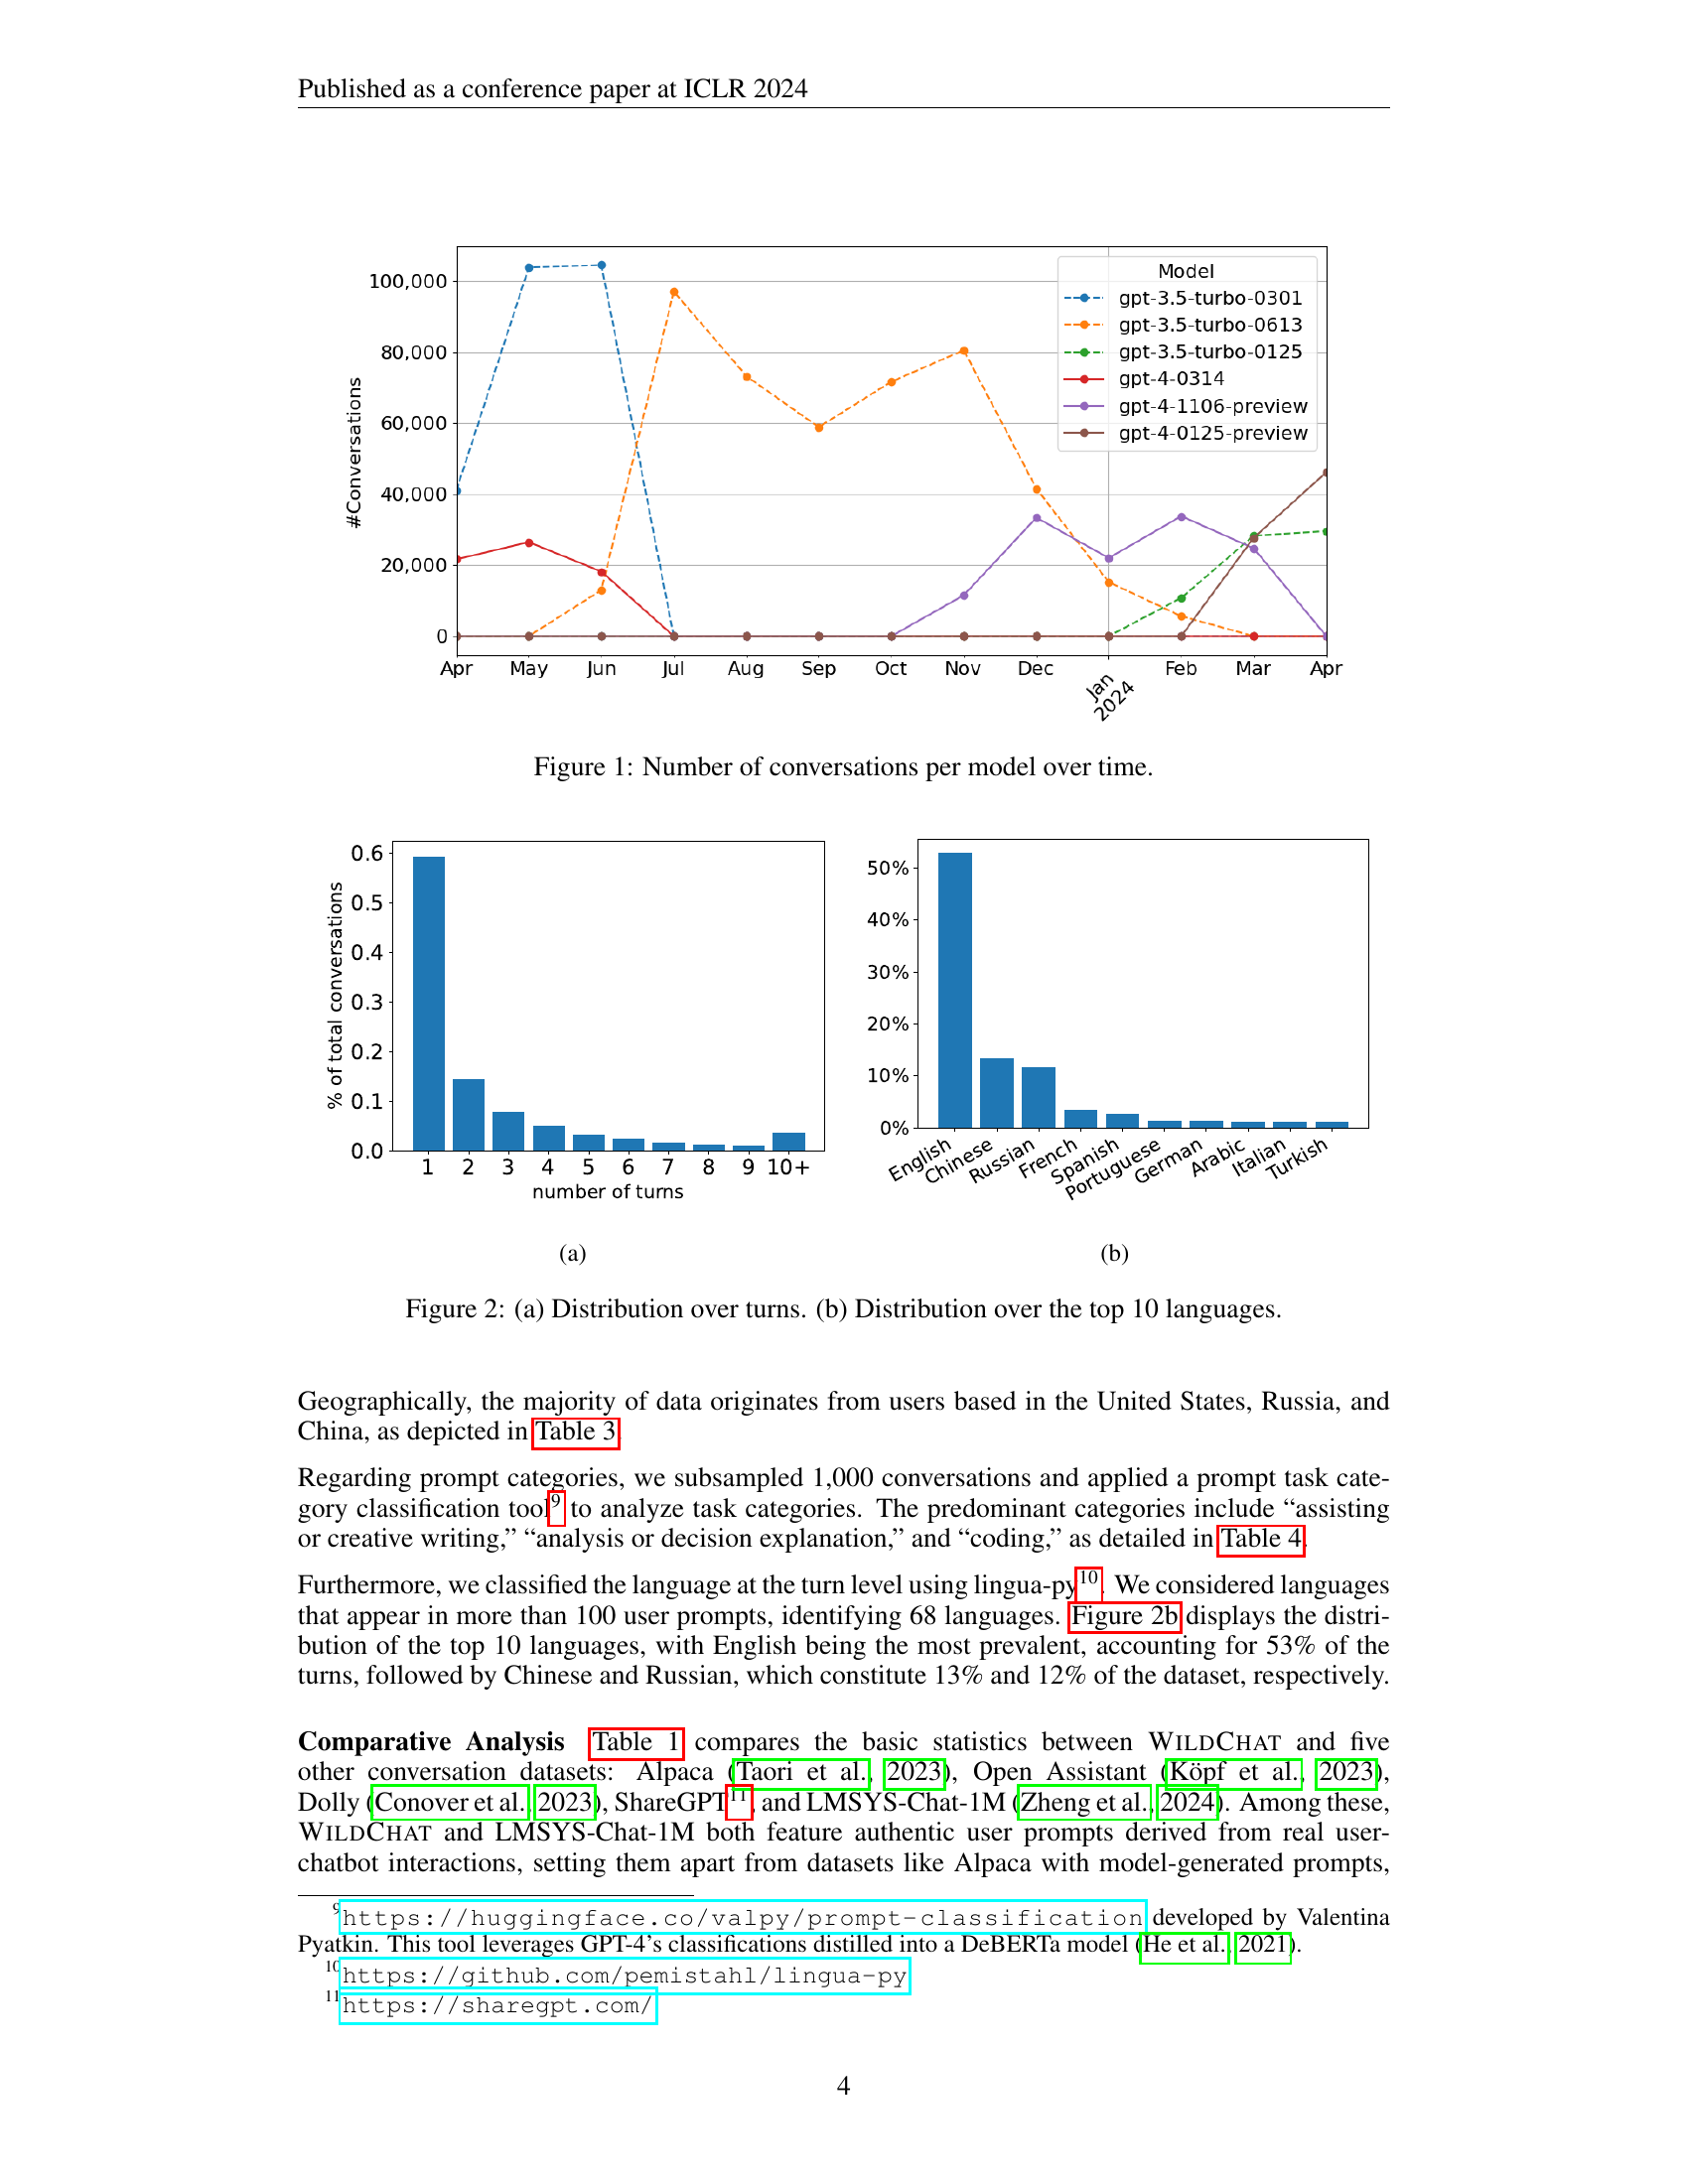 Published as a conference paper at ICLR 2024
100,000
80,000
60,000
40,000
20,000
0
#Conversations
Model
gpt-3.5-turbo-0301
gpt-3.5-turbo-0613
gpt-3.5-turbo-0125
gpt-4-0314
gpt-4-1106-preview
gpt-4-0125-preview
Apr May Jun Jul Aug Sep Oct Nov Dec Jan 2024 Feb Mar Apr
Figure 1: Number of conversations per model over time.
0.6
0.5
0.4
0.3
0.2
0.1
0.0
% of total conversations
1 2 3 4 5 6 7 8 9 10+
number of turns
(a)
50%
40%
30%
20%
10%
0%
English Chinese Russian French Spanish Portuguese German Arabic Italian Turkish
(b)
Figure 2: (a) Distribution over turns. (b) Distribution over the top 10 languages.
Geographically, the majority of data originates from users based in the United States, Russia, and
China, as depicted in Table 3.
Regarding prompt categories, we subsampled 1,000 conversations and applied a prompt task cate-
gory classification tool9 to analyze task categories. The predominant categories include “assisting
or creative writing,” “analysis or decision explanation,” and “coding,” as detailed in Table 4.
Furthermore, we classified the language at the turn level using lingua-py10. We considered languages
that appear in more than 100 user prompts, identifying 68 languages. Figure 2b displays the distri-
bution of the top 10 languages, with English being the most prevalent, accounting for 53% of the
turns, followed by Chinese and Russian, which constitute 13% and 12% of the dataset, respectively.
Comparative Analysis Table 1 compares the basic statistics between WILDCHAT and five
other conversation datasets: Alpaca (Taori et al., 2023), Open Assistant (Köpf et al., 2023),
Dolly (Conover et al., 2023), ShareGPT11, and LMSYS-Chat-1M (Zheng et al., 2024). Among these,
WILDCHAT and LMSYS-Chat-1M both feature authentic user prompts derived from real user-
chatbot interactions, setting them apart from datasets like Alpaca with model-generated prompts,
9https://huggingface.co/valpy/prompt-classification developed by Valentina
Pyatkin. This tool leverages GPT-4’s classifications distilled into a DeBERTa model (He et al., 2021).
10https://github.com/pemistahl/lingua-py
11https://sharegpt.com/
4